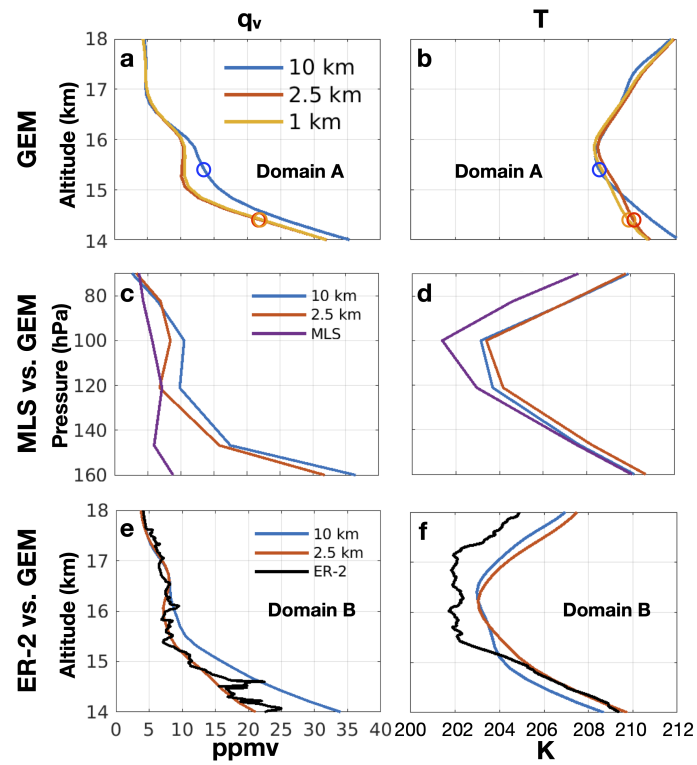 qv T
GEM
Altitude (km)
18
17
16
15
14
a
10 km
2.5 km
1 km
Domain A
b
Domain A
MLS vs. GEM
Pressure (hPa)
80
100
120
140
160
c
10 km
2.5 km
MLS
d
ER-2 vs. GEM
Altitude (km)
18
17
16
15
14
e
10 km
2.5 km
ER-2
Domain B
f
Domain B
0 5 10 15 20 25 30 35 40
200 202 204 206 208 210 212
ppmv K